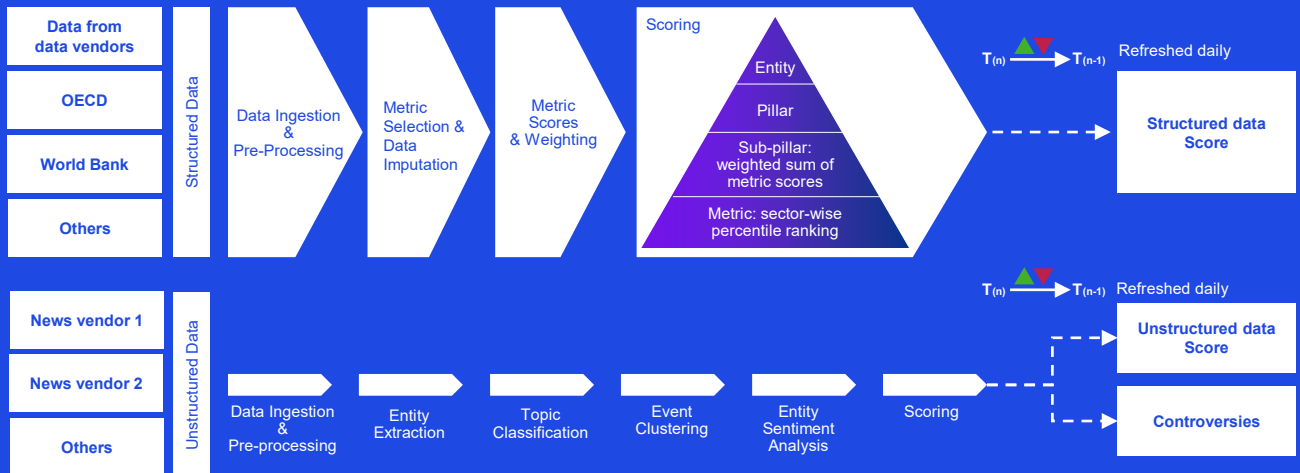 Data from
data vendors
OECD
World Bank
Others
Structured Data
Data Ingestion
&
Pre-Processing
Metric
Selection &
Data
Imputation
Metric
Scores
& Weighting
Scoring
Entity
Pillar
Sub-pillar:
weighted sum of
metric scores
Metric: sector-wise
percentile ranking
T(n)
T(n-1)
Refreshed daily
Structured data
Score
News vendor 1
News vendor 2
Others
Unstructured Data
Data Ingestion
&
Pre-processing
Entity
Extraction
Topic
Classification
Event
Clustering
Entity
Sentiment
Analysis
Scoring
T(n)
T(n-1)
Refreshed daily
Unstructured data
Score
Controversies